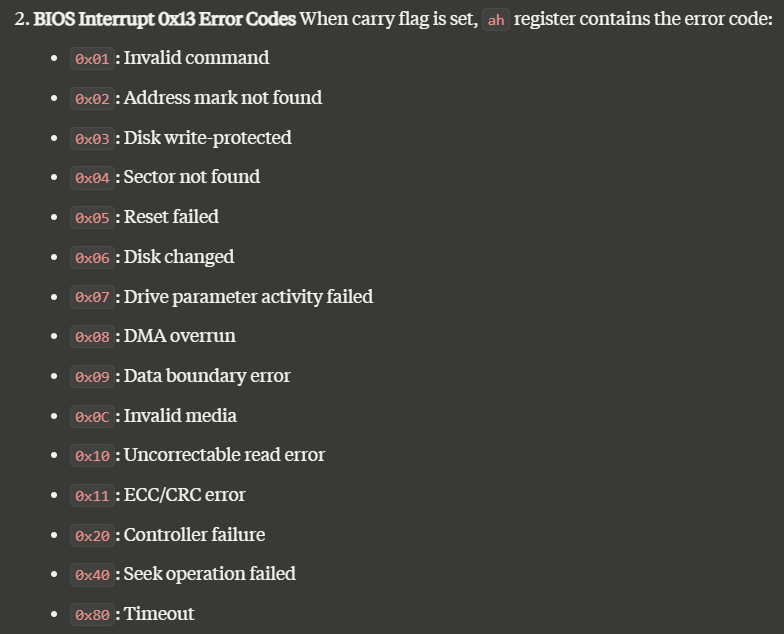 2. BIOS Interrupt 0x13 Error Codes When carry flag is set, ah register contains the error code:
• 0x01 : Invalid command
• 0x02 : Address mark not found
• 0x03 : Disk write-protected
• 0x04 : Sector not found
• 0x05 : Reset failed
• 0x06 : Disk changed
• 0x07 : Drive parameter activity failed
• 0x08 : DMA overrun
• 0x09 : Data boundary error
• 0x0C : Invalid media
• 0x10 : Uncorrectable read error
• 0x11 : ECC/CRC error
• 0x20 : Controller failure
• 0x40 : Seek operation failed
• 0x80 : Timeout